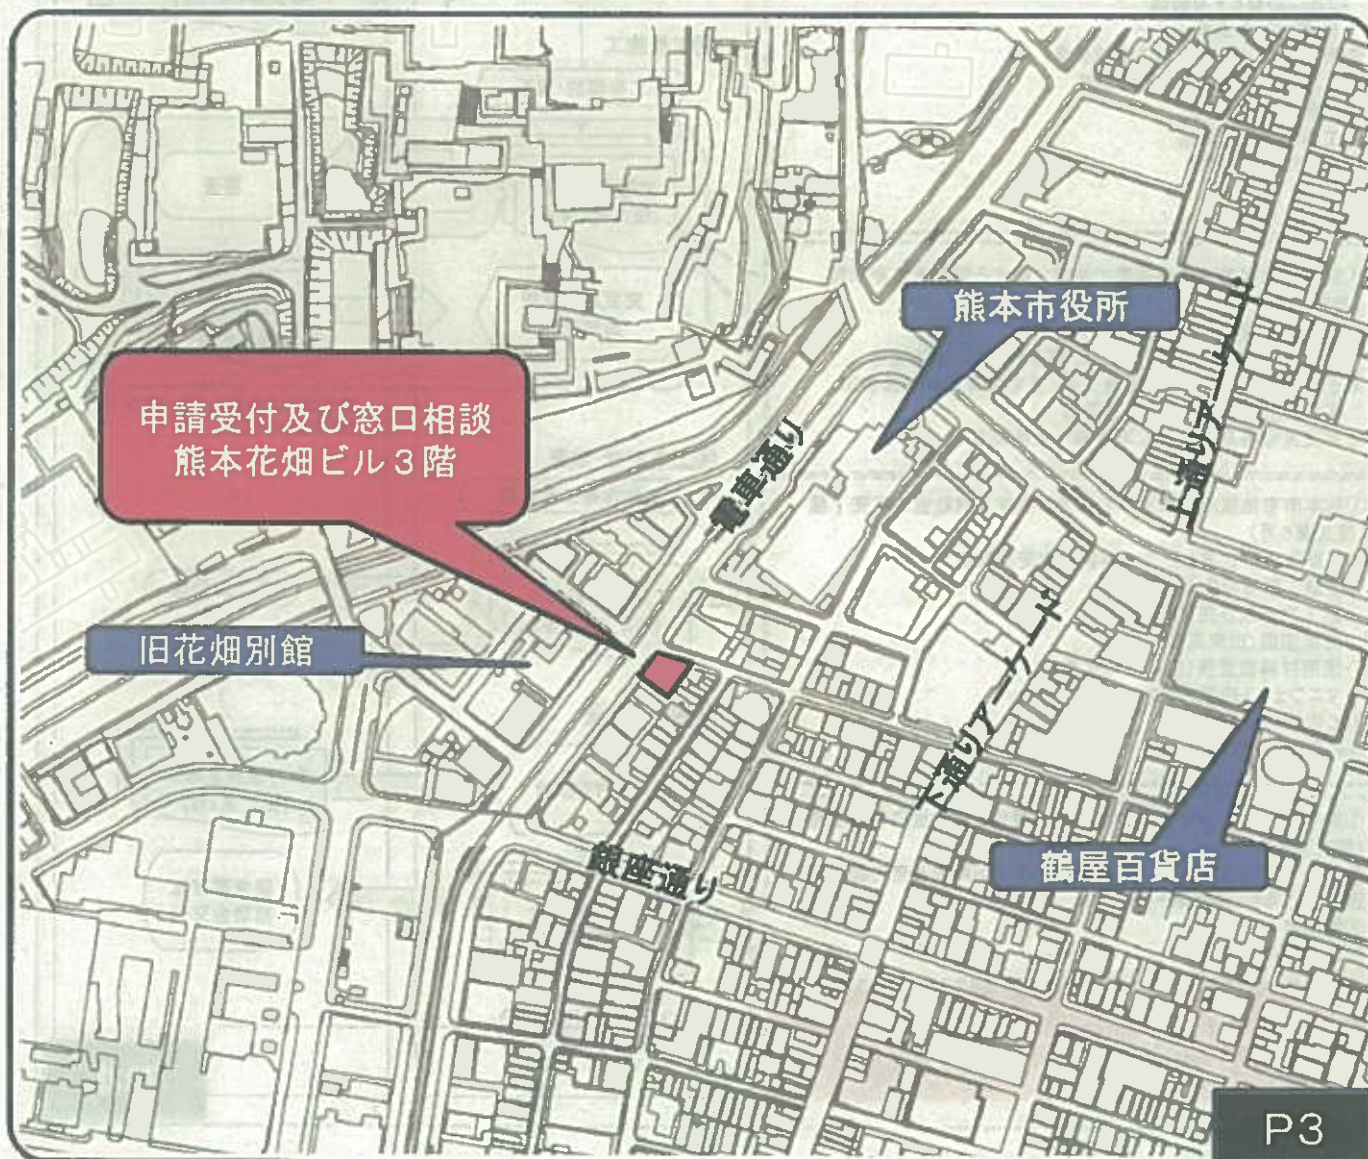 熊本市役所
上通りアーケード
申請受付及び窓口相談
熊本花畑ビル3階
電車通り
旧花畑別館
下通りアーケード
鶴屋百貨店
銀座通り
P3